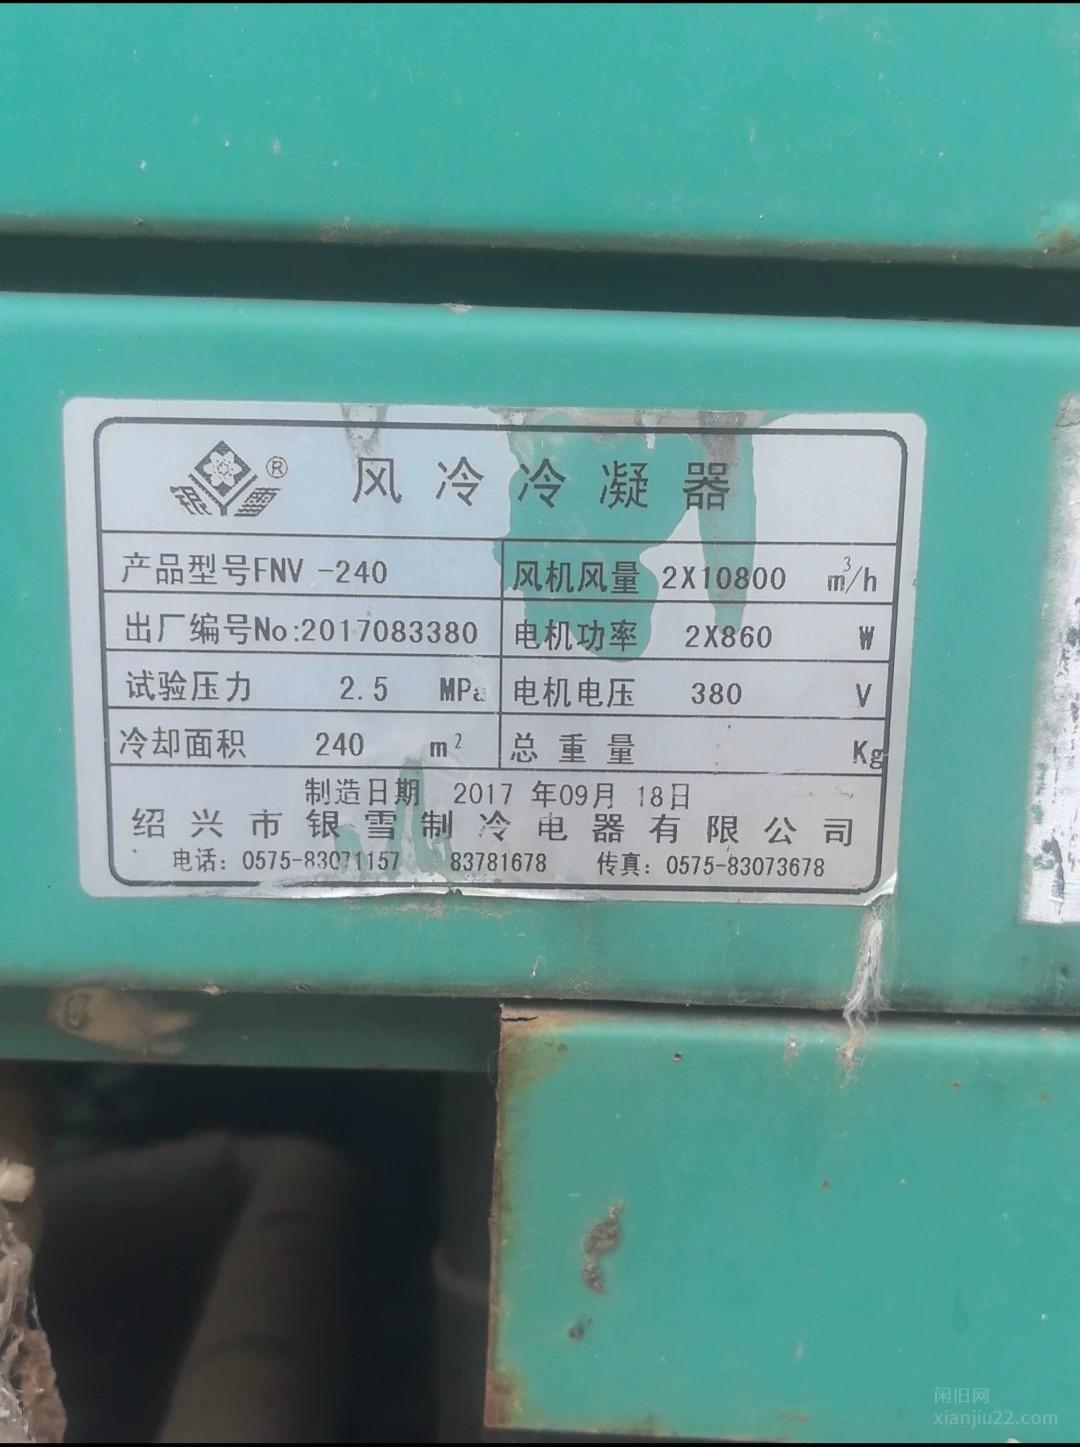 银雪®
风冷冷凝器
产品型号FNV-240 风机风量 2X10800 m³/h
出厂编号No:2017083380 电机功率 2X860 W
试验压力 2.5 MPa 电机电压 380 V
冷却面积 240 m² 总重量 Kg
制造日期 2017 年09月 18日
绍兴市银雪制冷电器有限公司
电话: 0575-83071157 83781678 传真: 0575-83073678
闲旧网
xianjiu22.com